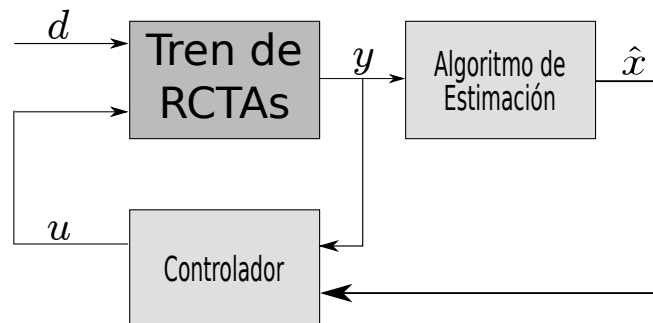 d
Tren de
RCTAs
y
Algoritmo de
Estimación
x̂
u
Controlador